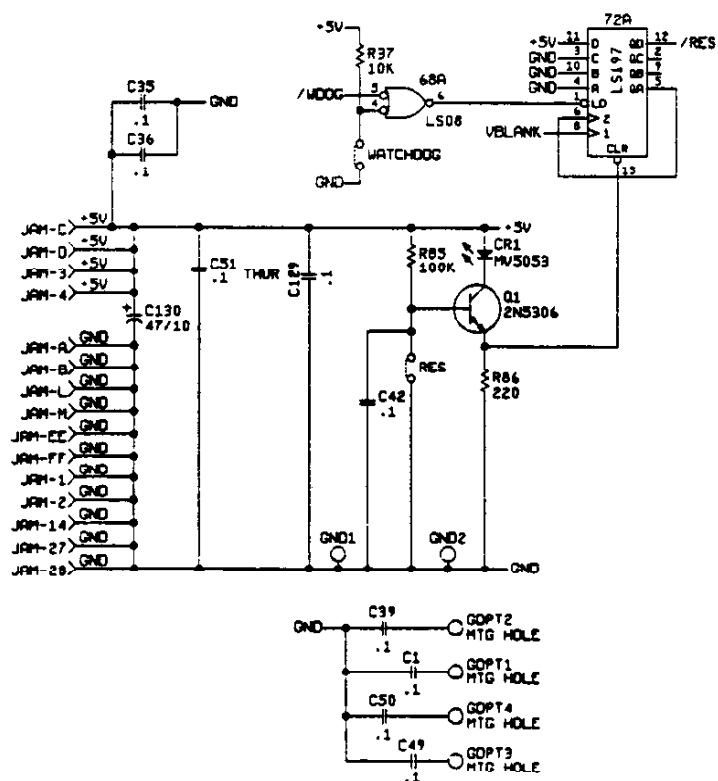 72A
+5V 11 D QD 12 /RES
GND 3 C QC 2
GND 10 B QB 9
GND 4 A QA 5
1 LD
6 2
VBLANK 8 1
CLR
13
LS197
+5V
R37
10K
/WDOG 5
4
68A
6
LS08
WATCHDOG
GND
C35
.1
GND
C36
.1
JAM-C +5V
JAM-D +5V
JAM-3 +5V
JAM-4 +5V
C130
47/10
JAM-A GND
JAM-B GND
JAM-L GND
JAM-M GND
JAM-EE GND
JAM-FF GND
JAM-1 GND
JAM-2 GND
JAM-14 GND
JAM-27 GND
JAM-28 GND
C51
.1
THUR
C129
.1
+5V
R85
100K
CR1
MV5053
Q1
2N5306
RES
C42
.1
R86
220
GND1
GND2
GND
GND
C39
.1
GDPT2
MTG HOLE
C1
.1
GDPT1
MTG HOLE
C50
.1
GDPT4
MTG HOLE
C49
.1
GDPT3
MTG HOLE